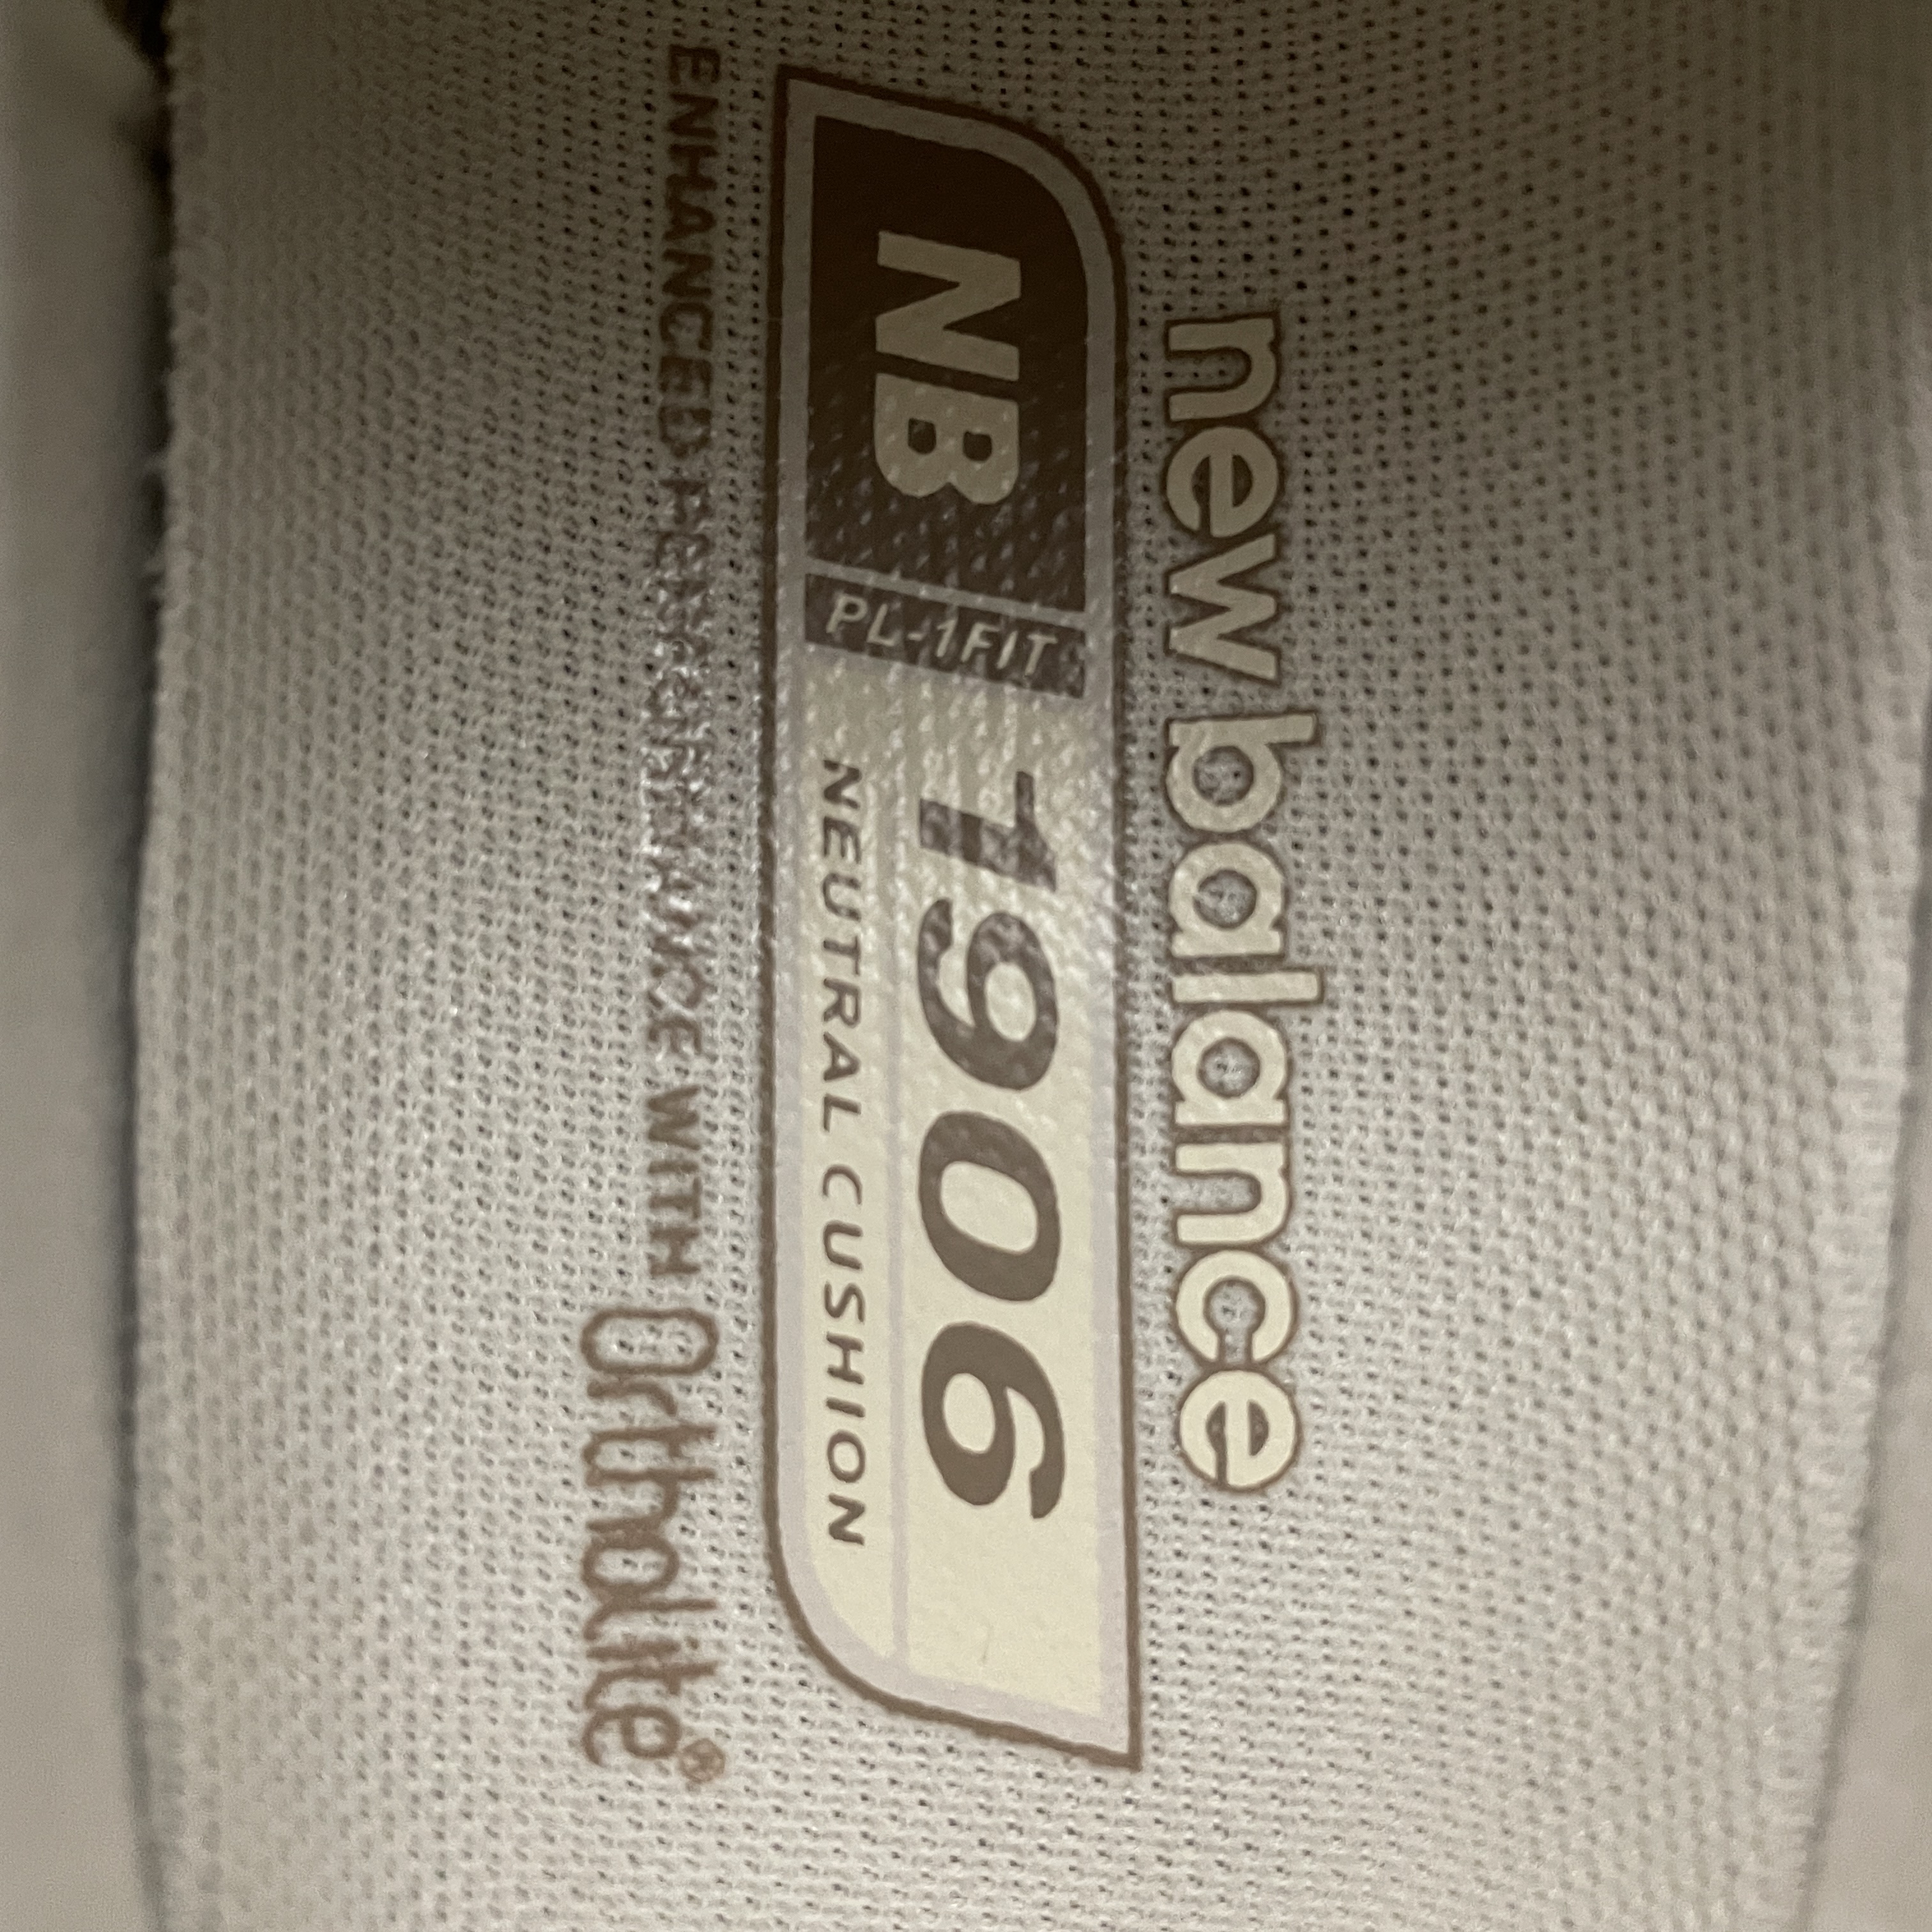 new balance
NB
PL-1FIT
1906
NEUTRAL CUSHION
ENHANCED PERFORMANCE WITH Ortholite®